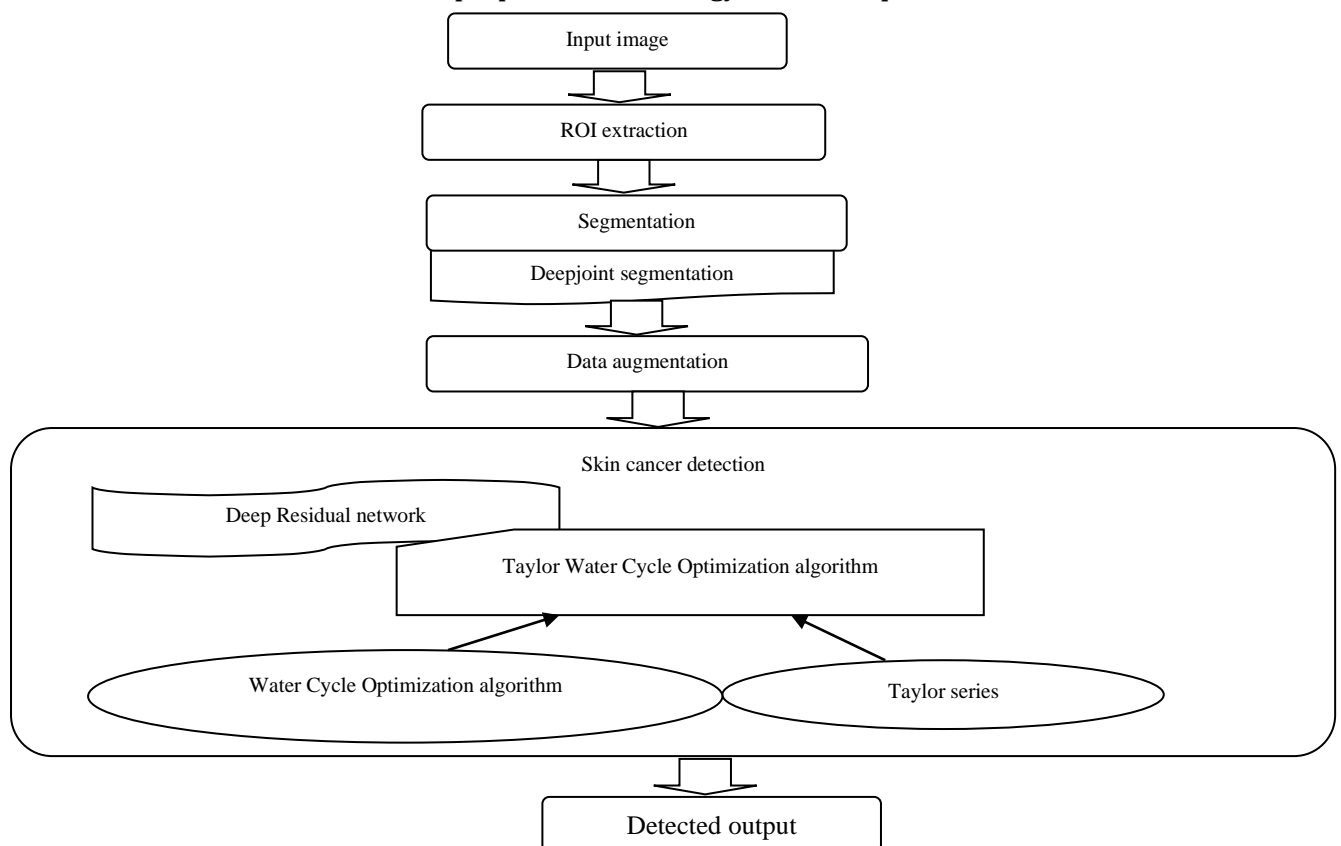 Input image
ROI extraction
Segmentation
Deepjoint segmentation
Data augmentation
Skin cancer detection
Deep Residual network
Taylor Water Cycle Optimization algorithm
Water Cycle Optimization algorithm
Taylor series
Detected output